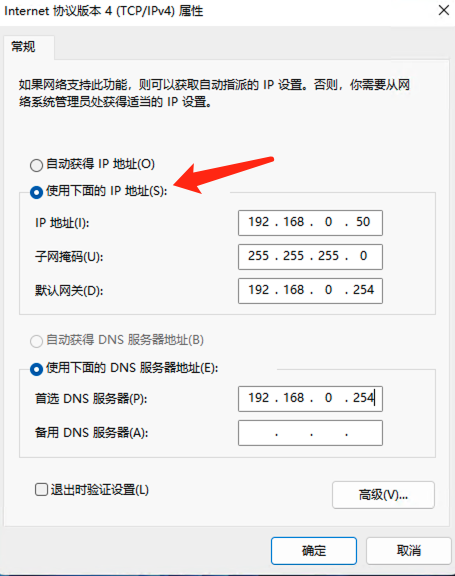 Internet 协议版本 4 (TCP/IPv4) 属性
常规
如果网络支持此功能，则可以获取自动指派的 IP 设置。否则，你需要从网
络系统管理员处获得适当的 IP 设置。
自动获得 IP 地址(O)
使用下面的 IP 地址(S):
IP 地址(I): 192 . 168 . 0 . 50
子网掩码(U): 255 . 255 . 255 . 0
默认网关(D): 192 . 168 . 0 . 254
自动获得 DNS 服务器地址(B)
使用下面的 DNS 服务器地址(E):
首选 DNS 服务器(P): 192 . 168 . 0 . 254
备用 DNS 服务器(A): . . .
退出时验证设置(L)
高级(V)...
确定 取消